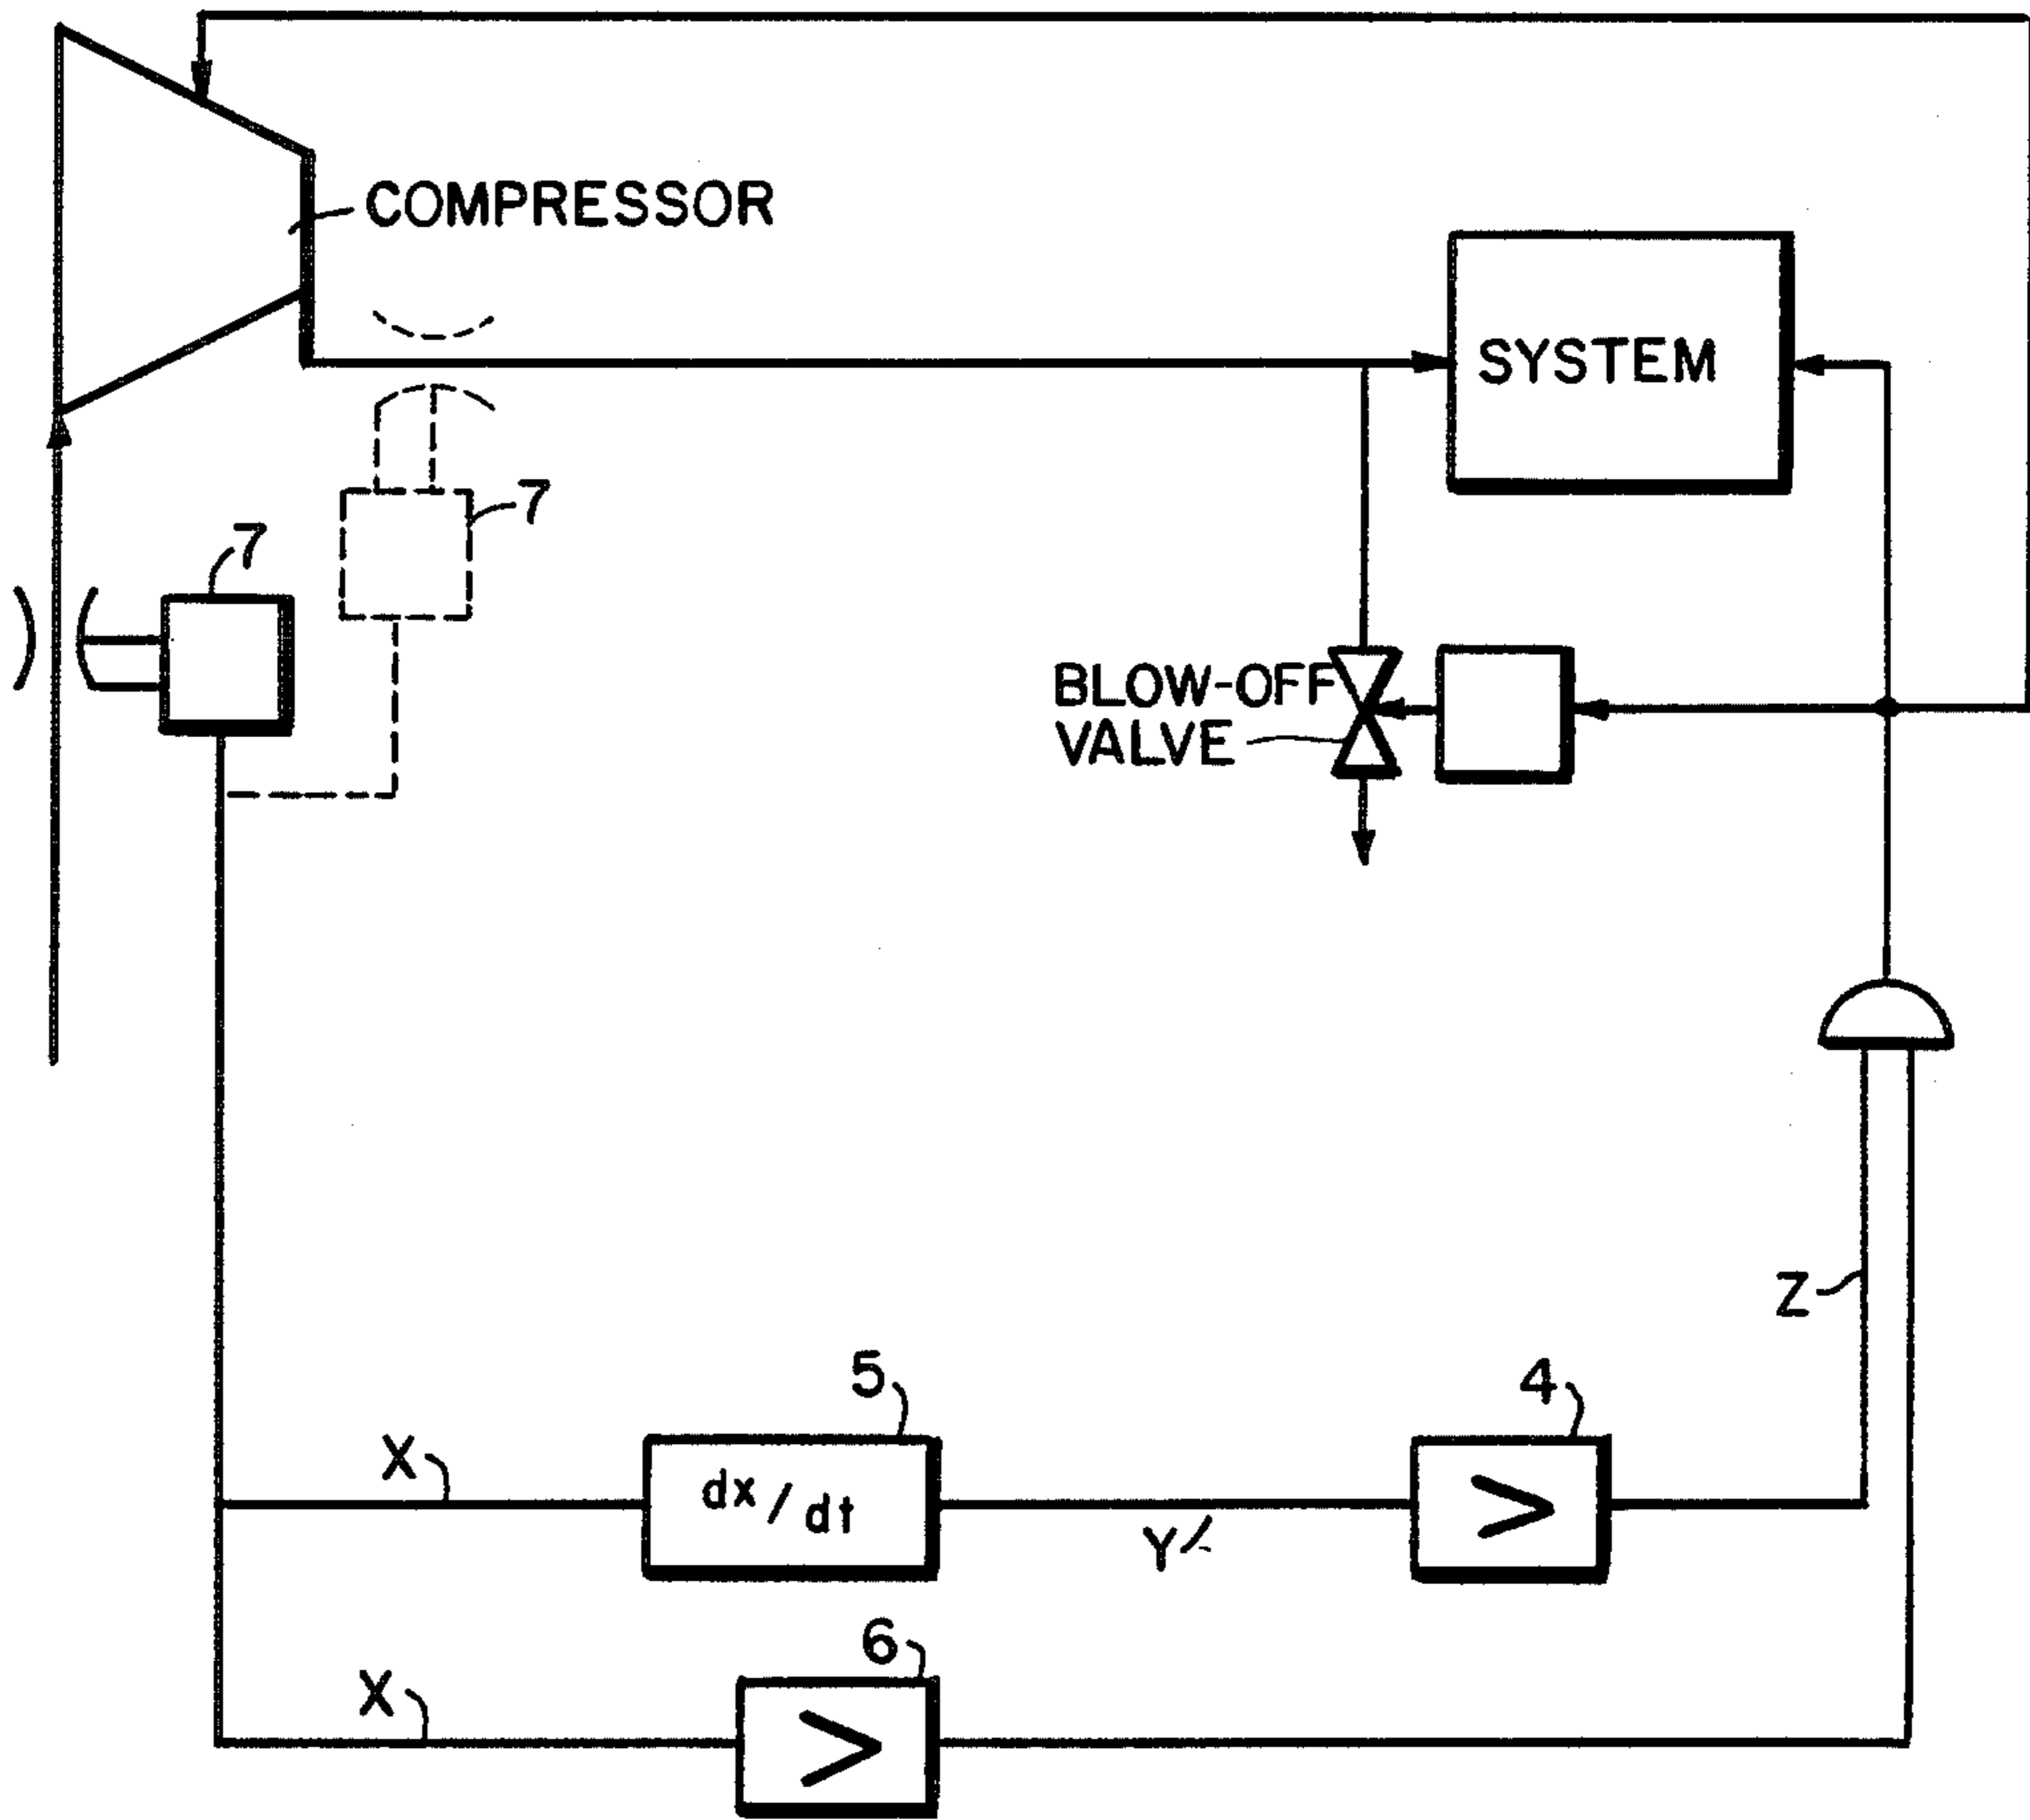 COMPRESSOR
SYSTEM
7
7
BLOW-OFF
VALVE
Z
5
4
X
dx/dt
>
Y
6
X
>